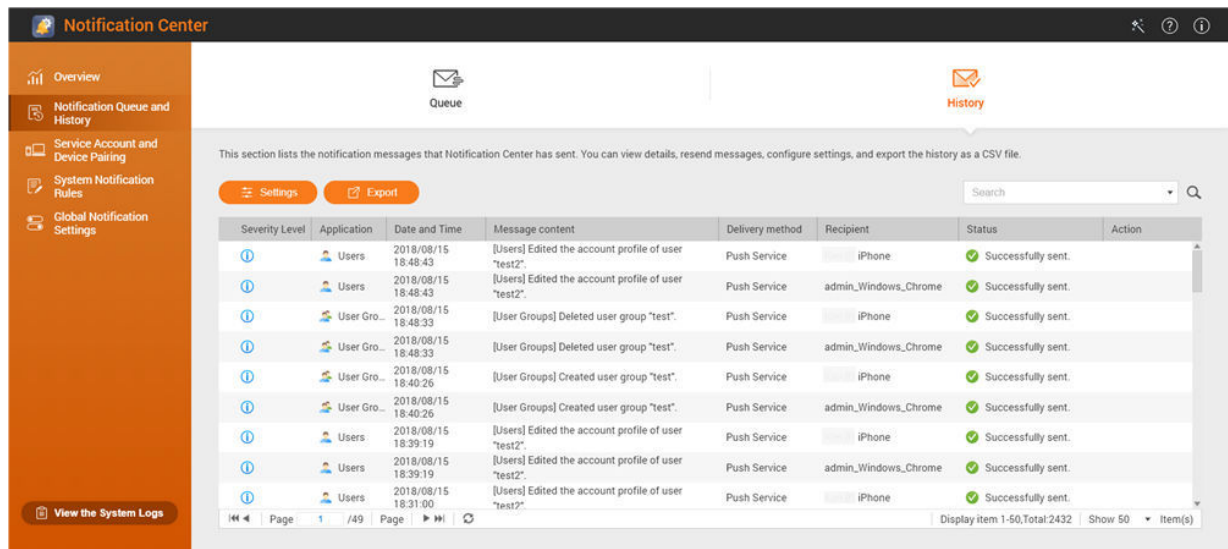 Notification Center
Overview
Notification Queue and
History
Service Account and
Device Pairing
System Notification
Rules
Global Notification
Settings
View the System Logs
Queue
History
This section lists the notification messages that Notification Center has sent. You can view details, resend messages, configure settings, and export the history as a CSV file.
Settings Export Search
Severity Level Application Date and Time Message content Delivery method Recipient Status Action
Users 2018/08/15 18:48:43 [Users] Edited the account profile of user "test2". Push Service iPhone Successfully sent.
Users 2018/08/15 18:48:43 [Users] Edited the account profile of user "test2". Push Service admin_Windows_Chrome Successfully sent.
User Gro... 2018/08/15 18:48:33 [User Groups] Deleted user group "test". Push Service iPhone Successfully sent.
User Gro... 2018/08/15 18:48:33 [User Groups] Deleted user group "test". Push Service admin_Windows_Chrome Successfully sent.
User Gro... 2018/08/15 18:40:26 [User Groups] Created user group "test". Push Service iPhone Successfully sent.
User Gro... 2018/08/15 18:40:26 [User Groups] Created user group "test". Push Service admin_Windows_Chrome Successfully sent.
Users 2018/08/15 18:39:19 [Users] Edited the account profile of user "test2". Push Service iPhone Successfully sent.
Users 2018/08/15 18:39:19 [Users] Edited the account profile of user "test2". Push Service admin_Windows_Chrome Successfully sent.
Users 2018/08/15 18:31:00 [Users] Edited the account profile of user "test2". Push Service iPhone Successfully sent.
Page 1 /49 Page Display item 1-50,Total:2432 Show 50 Item(s)